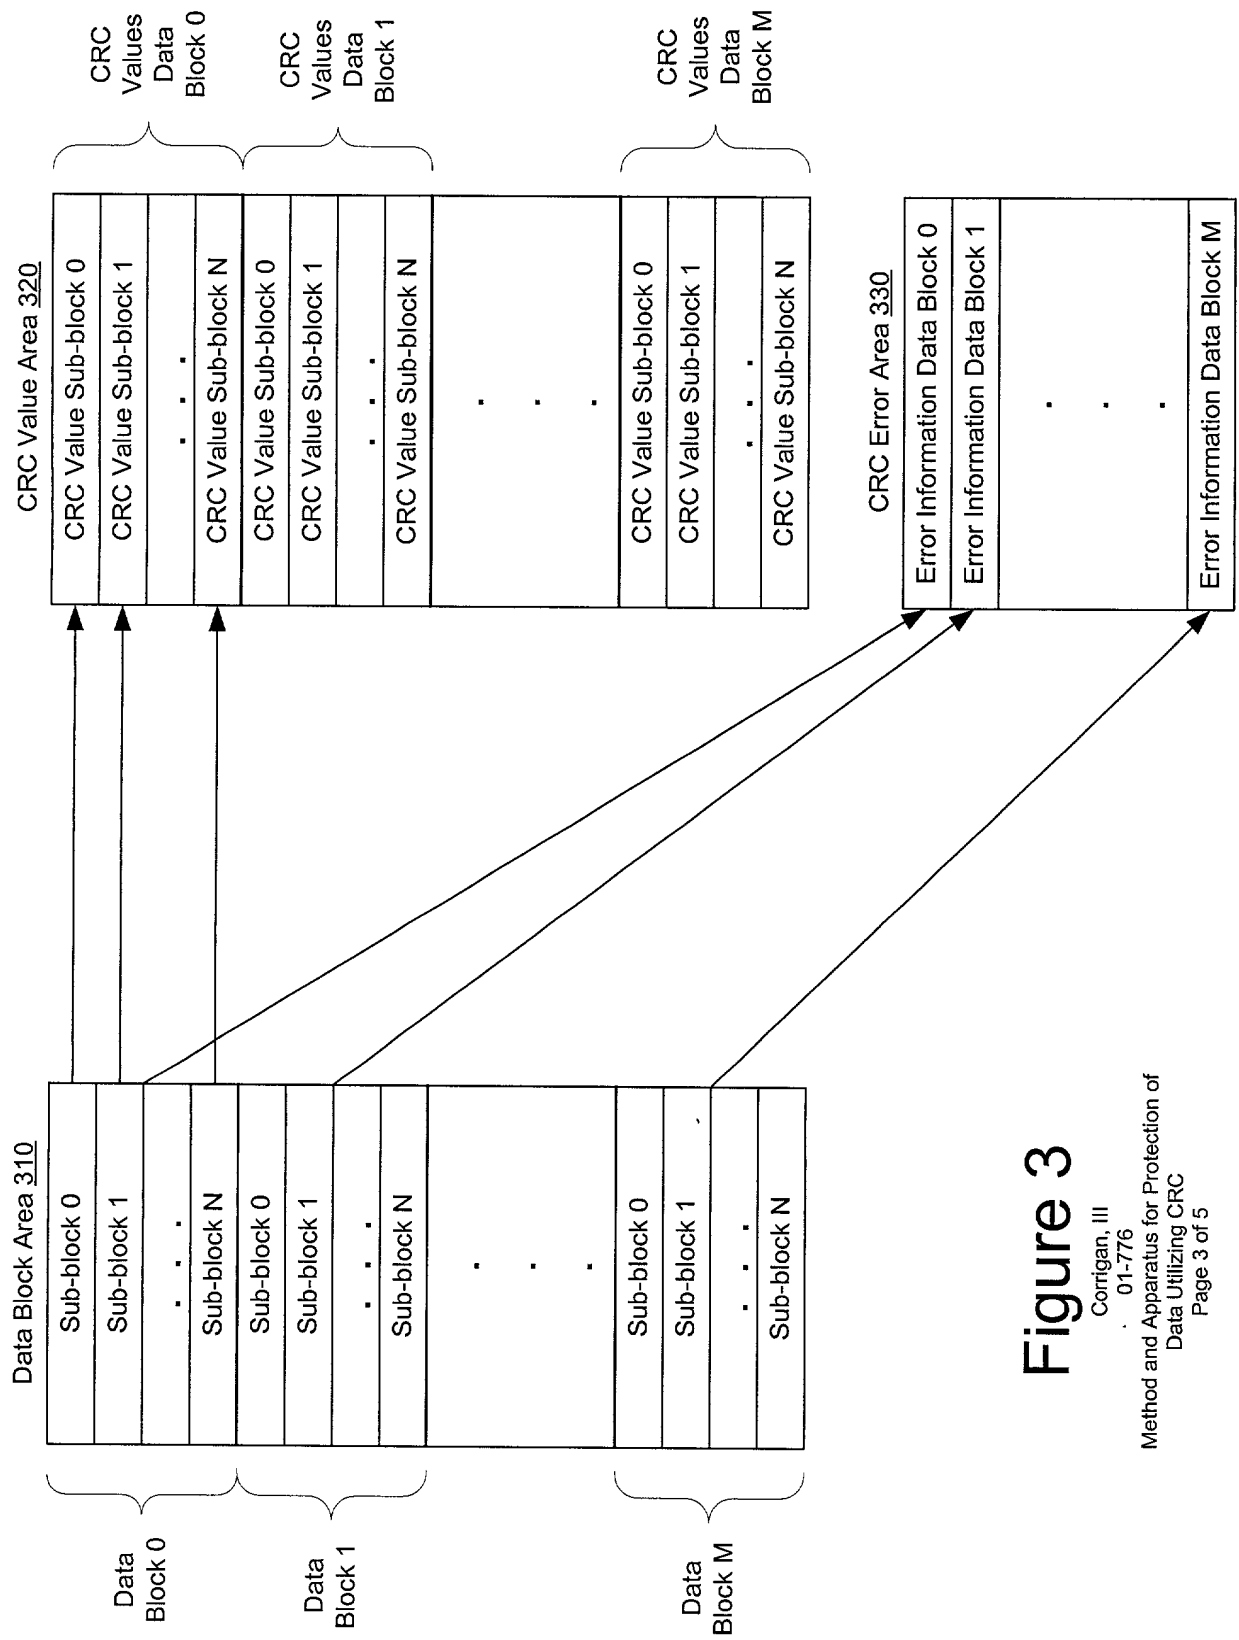 Data Block Area 310
Data
Block 0
Sub-block 0
Sub-block 1
. . .
Sub-block N
Data
Block 1
Sub-block 0
Sub-block 1
. . .
Sub-block N
. . .
Data
Block M
Sub-block 0
Sub-block 1
. . .
Sub-block N
CRC Value Area 320
CRC Value Sub-block 0
CRC Value Sub-block 1
. . .
CRC Value Sub-block N
CRC
Values
Data
Block 0
CRC Value Sub-block 0
CRC Value Sub-block 1
. . .
CRC Value Sub-block N
CRC
Values
Data
Block 1
. . .
CRC Value Sub-block 0
CRC Value Sub-block 1
. . .
CRC Value Sub-block N
CRC
Values
Data
Block M
CRC Error Area 330
Error Information Data Block 0
Error Information Data Block 1
. . .
Error Information Data Block M
Figure 3
Corrigan, III
01-776
Method and Apparatus for Protection of
Data Utilizing CRC
Page 3 of 5